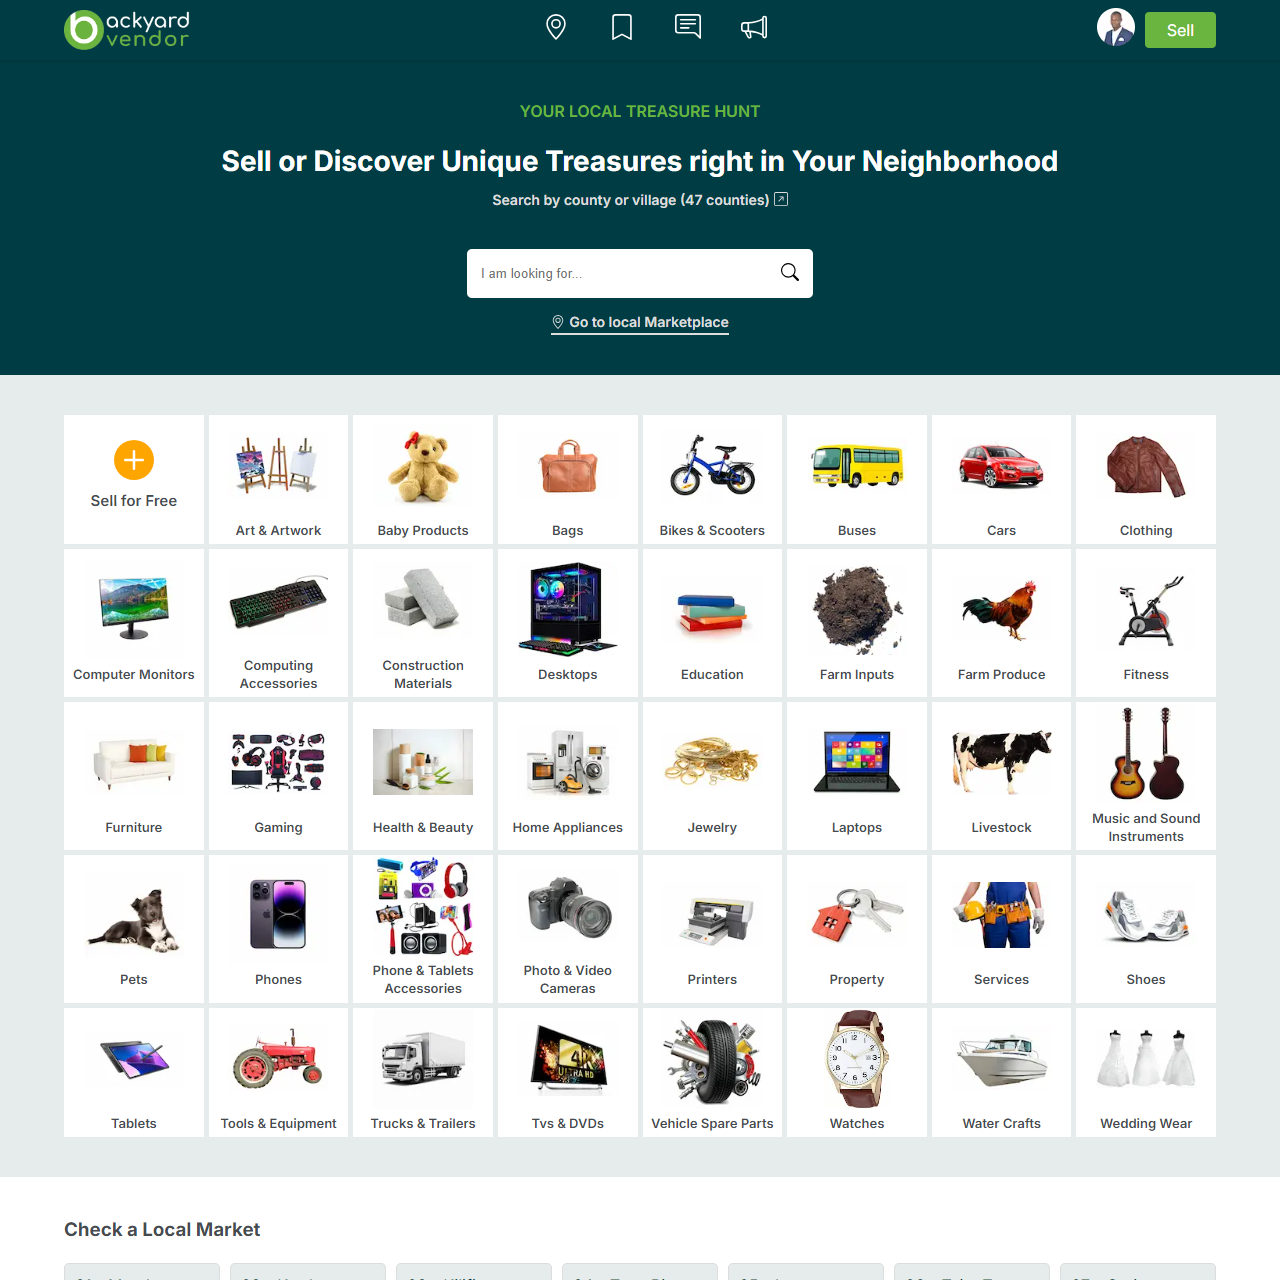 backyard
vendor
Sell
YOUR LOCAL TREASURE HUNT
Sell or Discover Unique Treasures right in Your Neighborhood
Search by county or village (47 counties)
I am looking for...
Go to local Marketplace
Sell for Free
Art & Artwork
Baby Products
Bags
Bikes & Scooters
Buses
Cars
Clothing
Computer Monitors
Computing
Accessories
Construction
Materials
Desktops
Education
Farm Inputs
Farm Produce
Fitness
Furniture
Gaming
Health & Beauty
Home Appliances
Jewelry
Laptops
Livestock
Music and Sound
Instruments
Pets
Phones
Phone & Tablets
Accessories
Photo & Video
Cameras
Printers
Property
Services
Shoes
Tablets
Tools & Equipment
Trucks & Trailers
4K
ULTRA HD
Tvs & DVDs
Vehicle Spare Parts
Watches
Water Crafts
Wedding Wear
Check a Local Market